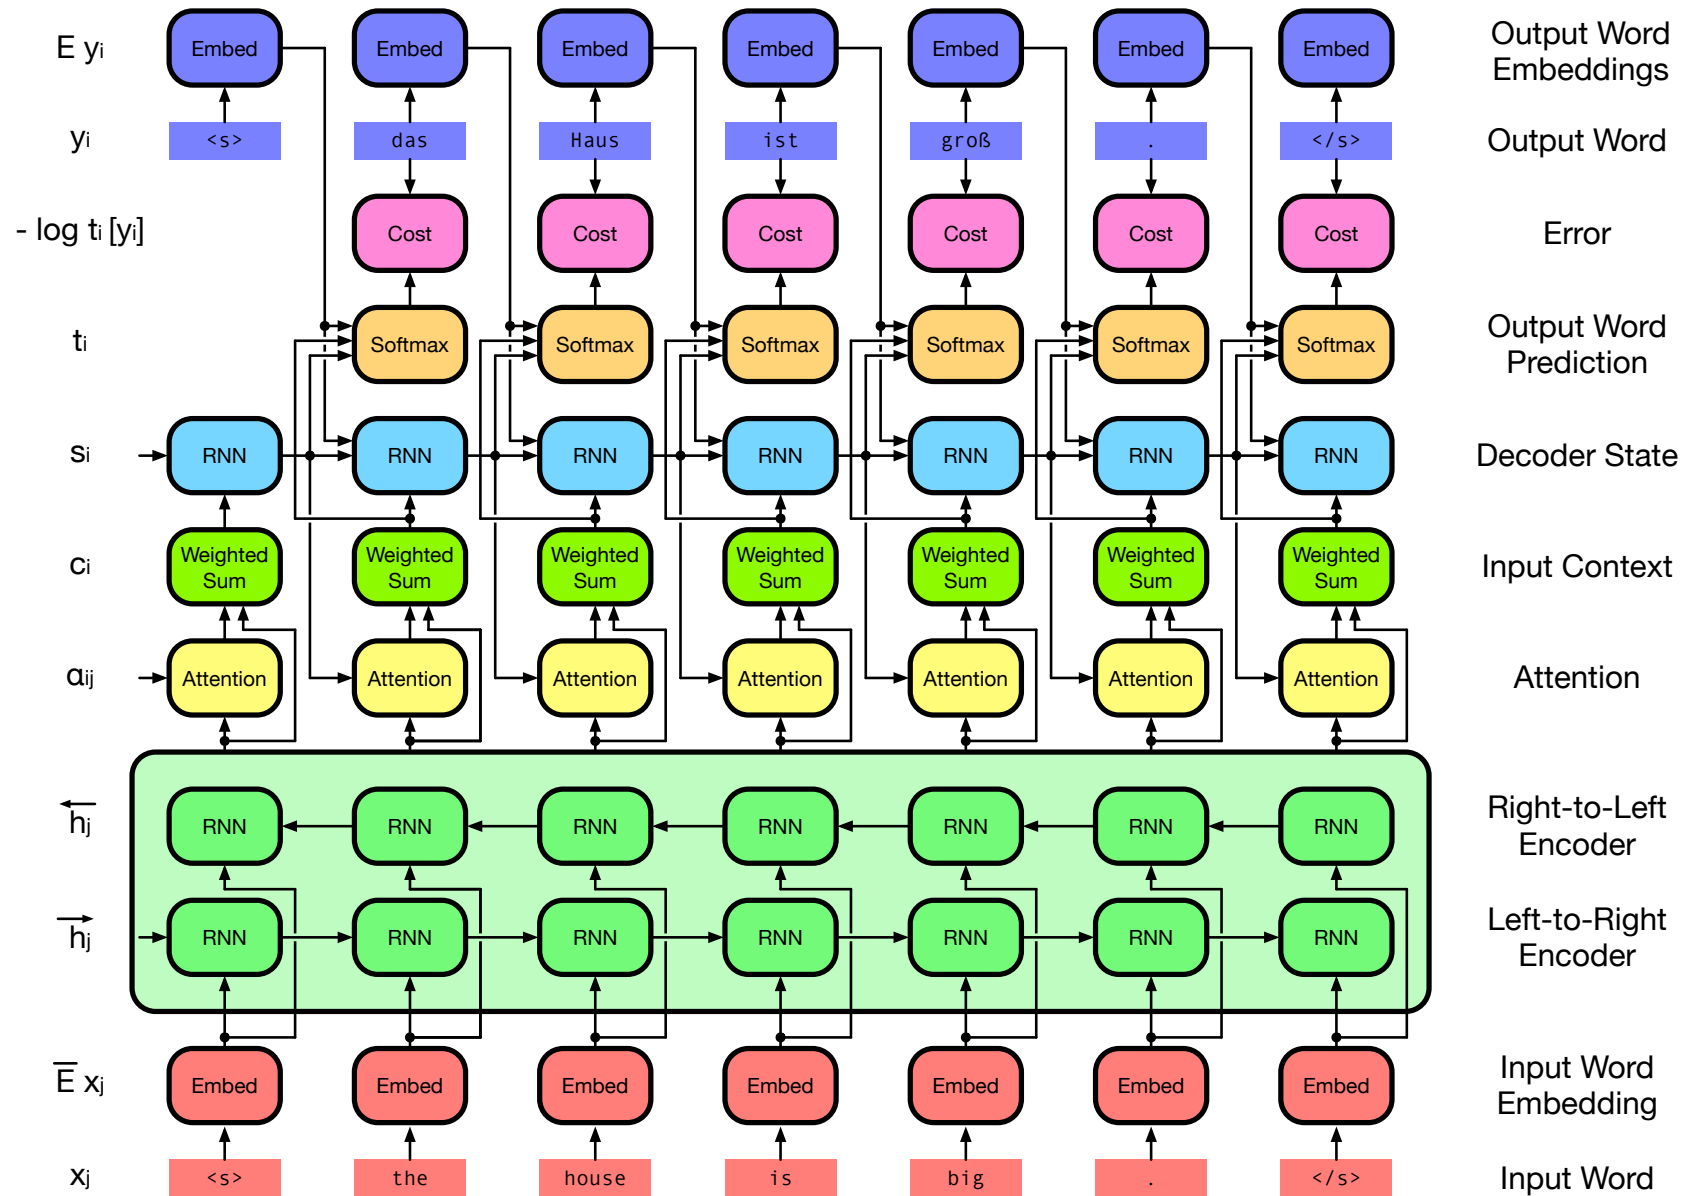 E yi Embed Embed Embed Embed Embed Embed Embed Output Word
Embeddings
yi <s> das Haus ist groß . </s> Output Word
- log ti [yi] Cost Cost Cost Cost Cost Cost Error
ti Softmax Softmax Softmax Softmax Softmax Softmax Output Word
Prediction
si RNN RNN RNN RNN RNN RNN RNN Decoder State
ci Weighted Sum Weighted Sum Weighted Sum Weighted Sum Weighted Sum Weighted Sum Weighted Sum Input Context
αij Attention Attention Attention Attention Attention Attention Attention Attention
hj RNN RNN RNN RNN RNN RNN RNN Right-to-Left
Encoder
hj RNN RNN RNN RNN RNN RNN RNN Left-to-Right
Encoder
E xj Embed Embed Embed Embed Embed Embed Embed Input Word
Embedding
xj <s> the house is big . </s> Input Word